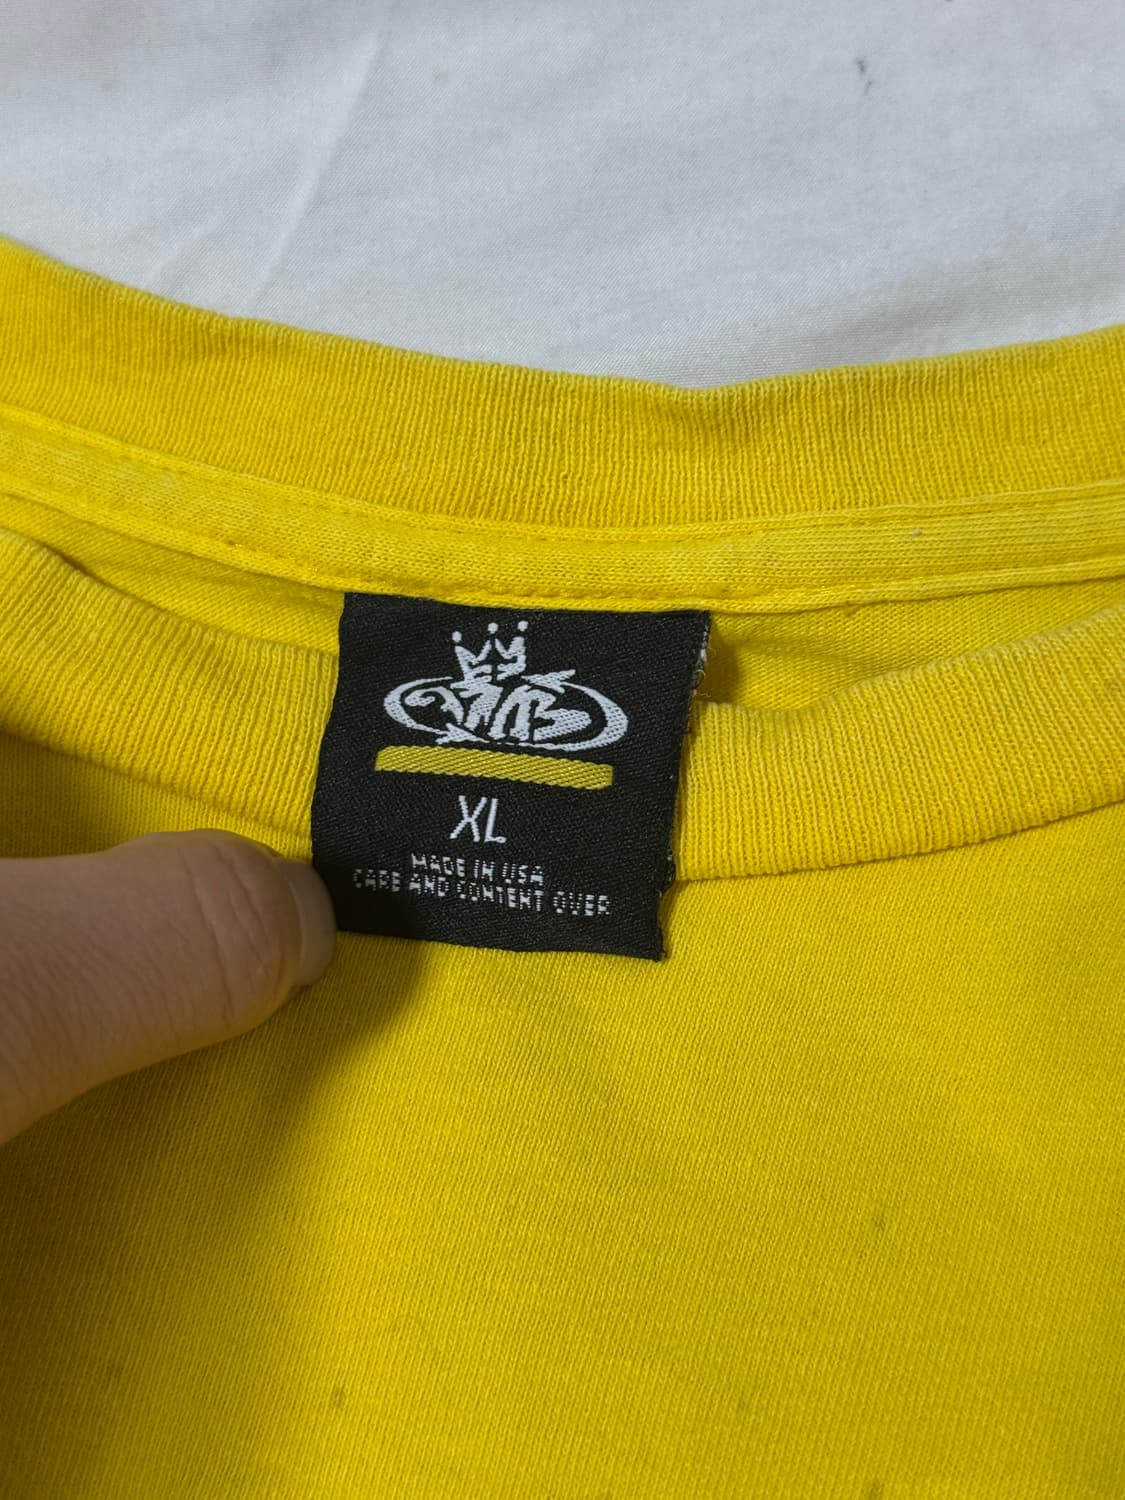 XL
MADE IN USA
CARE AND CONTENT OVER